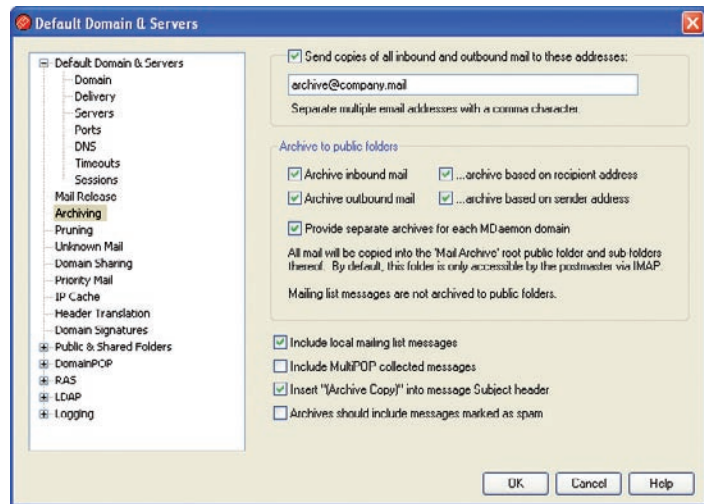 Default Domain & Servers
Default Domain & Servers
Domain
Delivery
Servers
Ports
DNS
Timeouts
Sessions
Mail Release
Archiving
Pruning
Unknown Mail
Domain Sharing
Priority Mail
IP Cache
Header Translation
Domain Signatures
Public & Shared Folders
DomainPOP
RAS
LDAP
Logging
Send copies of all inbound and outbound mail to these addresses:
archive@company.mail
Separate multiple email addresses with a comma character.
Archive to public folders
Archive inbound mail
...archive based on recipient address
Archive outbound mail
...archive based on sender address
Provide separate archives for each MDaemon domain
All mail will be copied into the 'Mail Archive' root public folder and sub folders
thereof. By default, this folder is only accessible by the postmaster via IMAP.
Mailing list messages are not archived to public folders.
Include local mailing list messages
Include MultiPOP collected messages
Insert "(Archive Copy)" into message Subject header
Archives should include messages marked as spam
OK
Cancel
Help